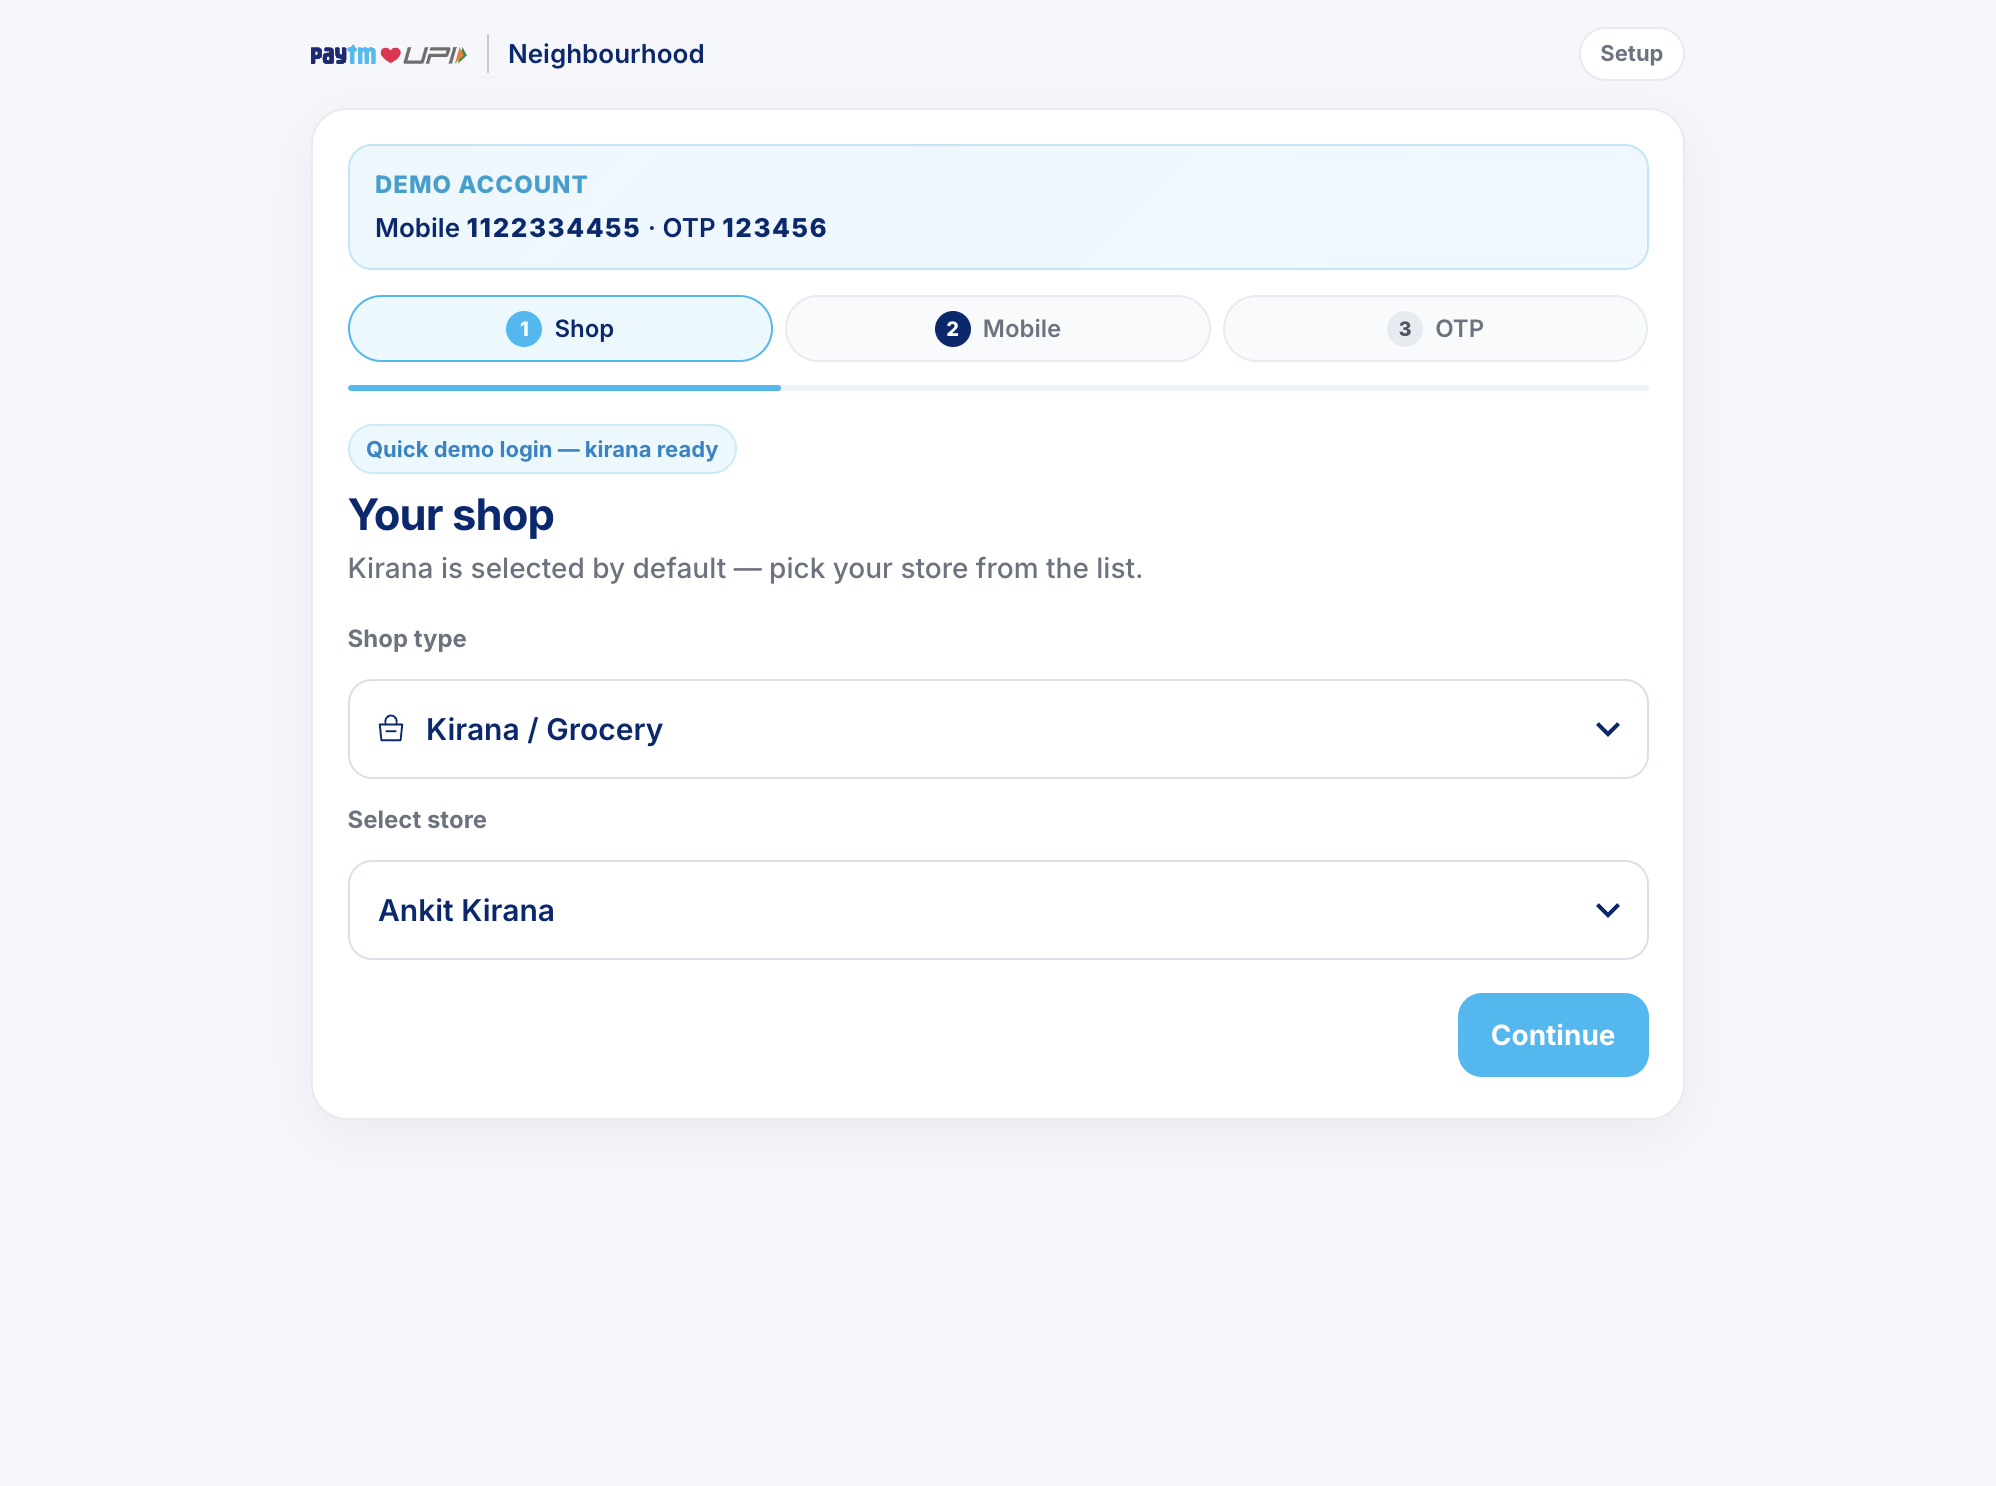 paytm UPI Neighbourhood
Setup
DEMO ACCOUNT
Mobile 1122334455 · OTP 123456
1 Shop
2 Mobile
3 OTP
Quick demo login — kirana ready
Your shop
Kirana is selected by default — pick your store from the list.
Shop type
Kirana / Grocery
Select store
Ankit Kirana
Continue